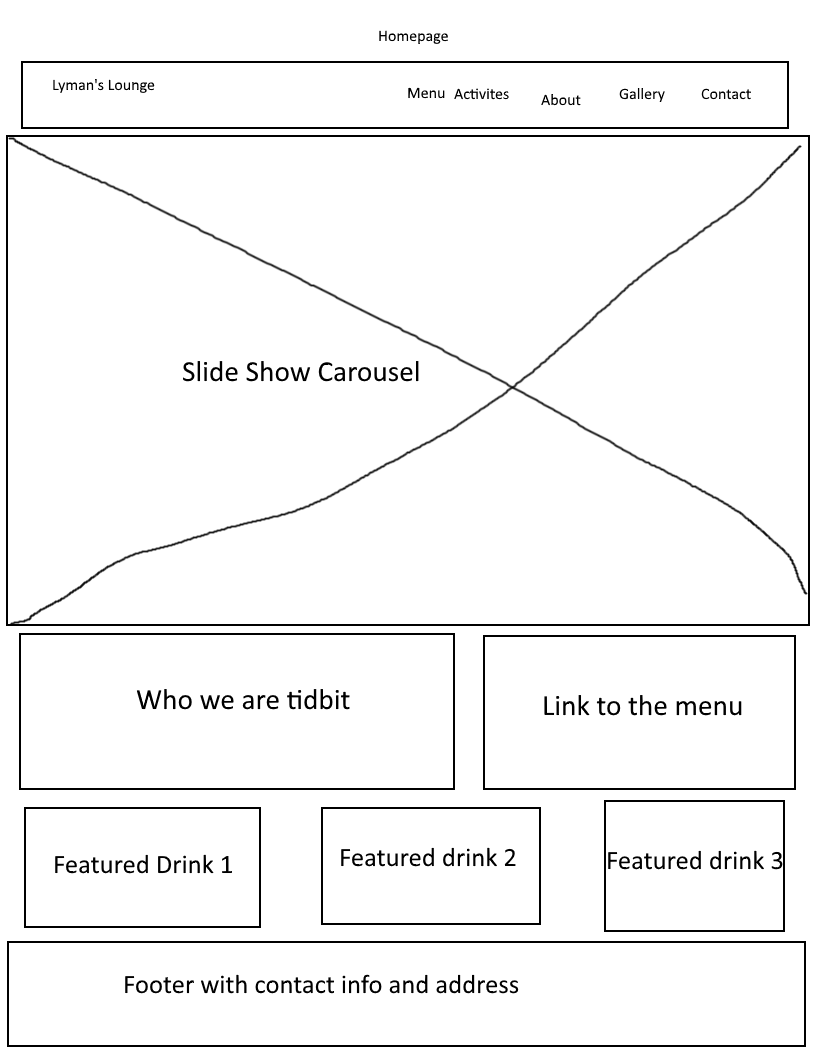 Homepage
Lyman's Lounge
Menu Activites About Gallery Contact
Slide Show Carousel
Who we are tidbit
Link to the menu
Featured Drink 1
Featured drink 2
Featured drink 3
Footer with contact info and address